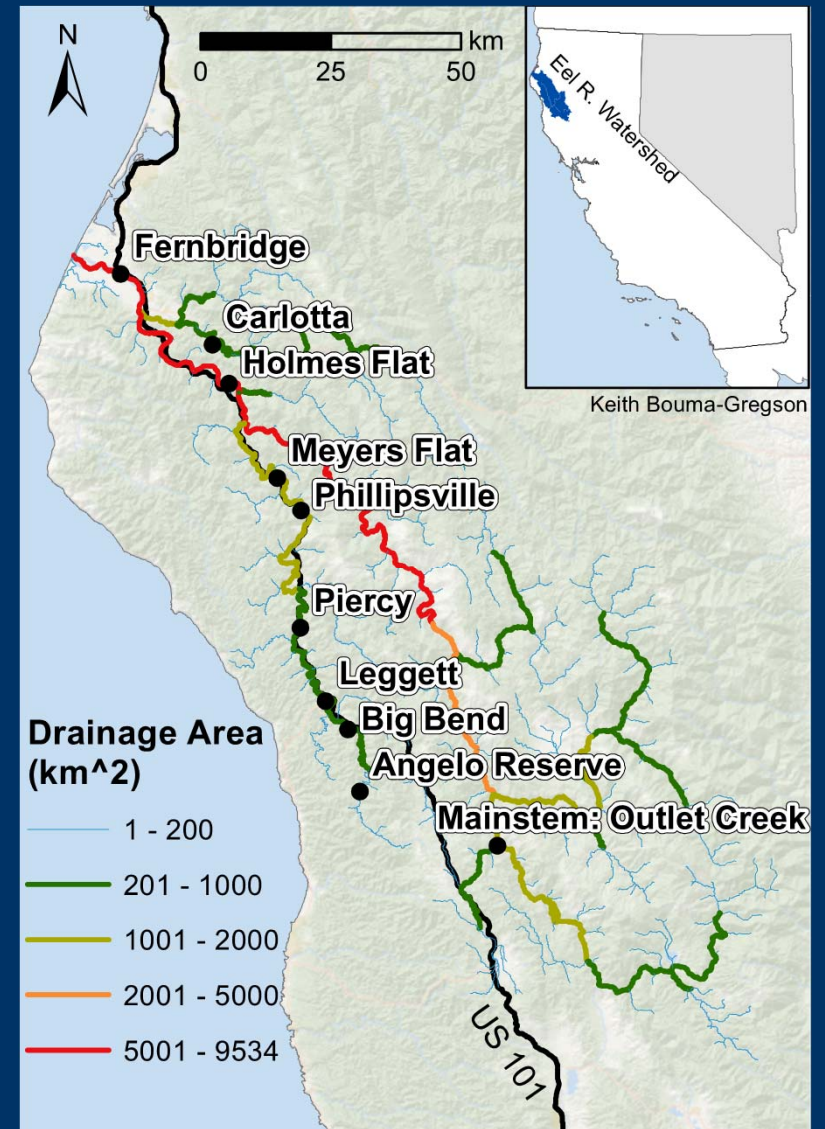 N
km
0 25 50
Eel R. Watershed
Keith Bouma-Gregson
Fernbridge
Carlotta
Holmes Flat
Meyers Flat
Phillipsville
Piercy
Leggett
Big Bend
Angelo Reserve
Mainstem: Outlet Creek
Drainage Area
(km^2)
1 - 200
201 - 1000
1001 - 2000
2001 - 5000
5001 - 9534
US 101